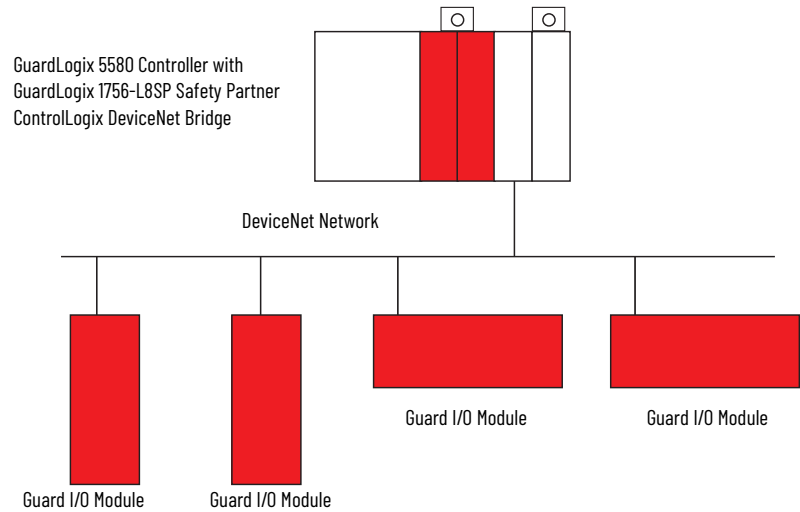 GuardLogix 5580 Controller with
GuardLogix 1756-L8SP Safety Partner
ControlLogix DeviceNet Bridge
DeviceNet Network
Guard I/O Module
Guard I/O Module
Guard I/O Module
Guard I/O Module